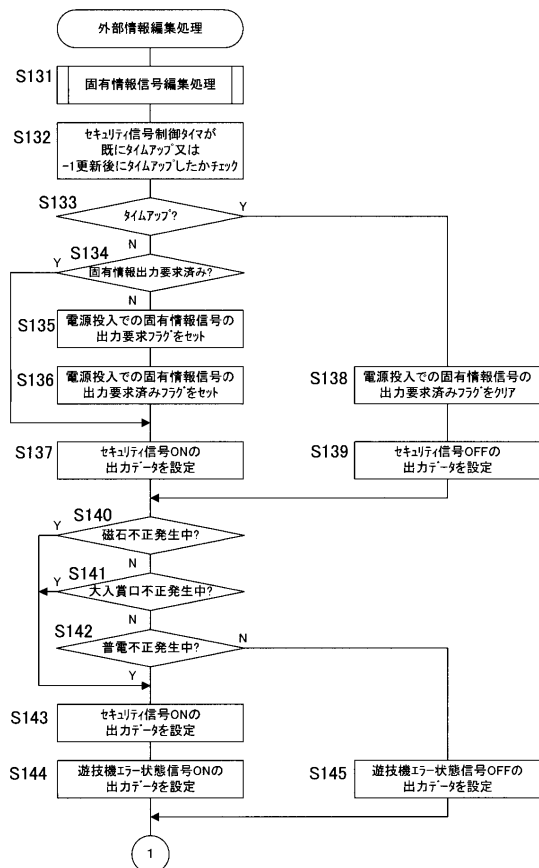 外部情報編集処理
S131
固有情報信号編集処理
S132
セキュリティ信号制御タイマが
既にタイムアップ又は
-1更新後にタイムアップしたかチェック
S133
タイムアップ?
Y
N
S134
Y
固有情報出力要求済み?
N
S135
電源投入での固有情報信号の
出力要求フラグをセット
S136
電源投入での固有情報信号の
出力要求済みフラグをセット
S138
電源投入での固有情報信号の
出力要求済みフラグをクリア
S137
セキュリティ信号ONの
出力データを設定
S139
セキュリティ信号OFFの
出力データを設定
S140
Y
磁石不正発生中?
N
S141
Y
大入賞口不正発生中?
N
S142
普電不正発生中?
N
Y
S143
セキュリティ信号ONの
出力データを設定
S144
遊技機エラー状態信号ONの
出力データを設定
S145
遊技機エラー状態信号OFFの
出力データを設定
1